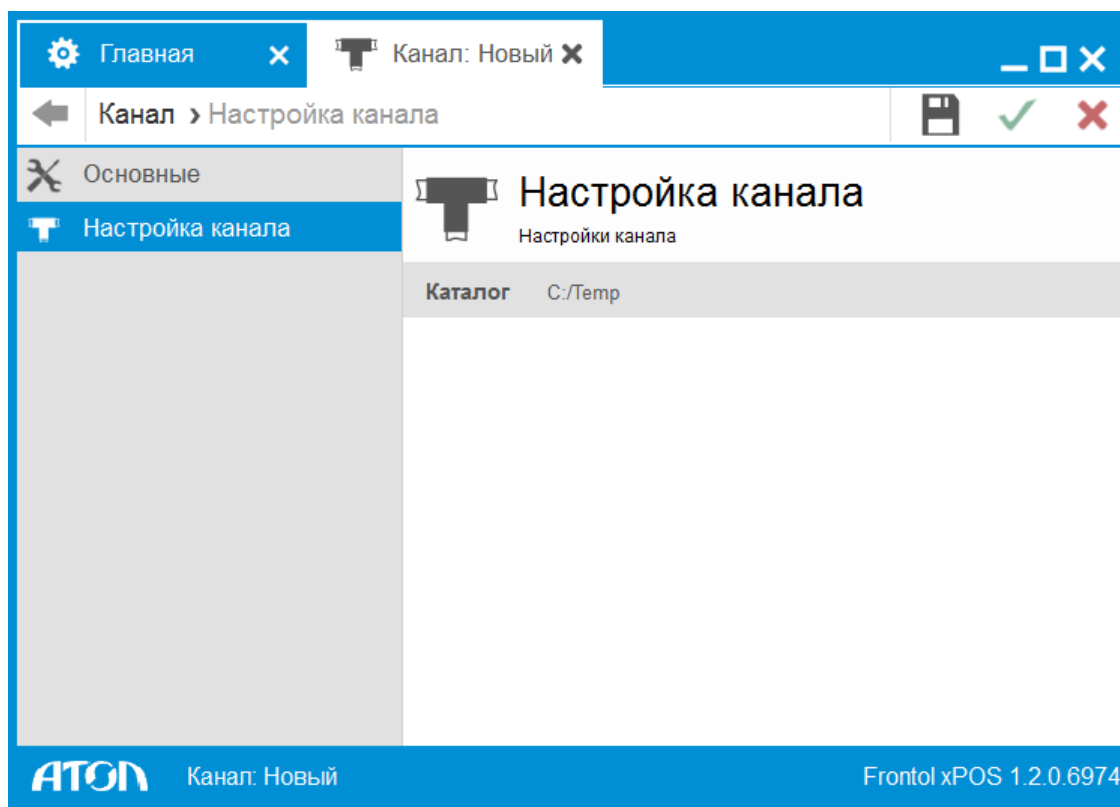 Главная
Канал: Новый
Канал › Настройка канала
Основные
Настройка канала
Настройка канала
Настройки канала
Каталог C:/Temp
ATOL
Канал: Новый
Frontol xPOS 1.2.0.6974